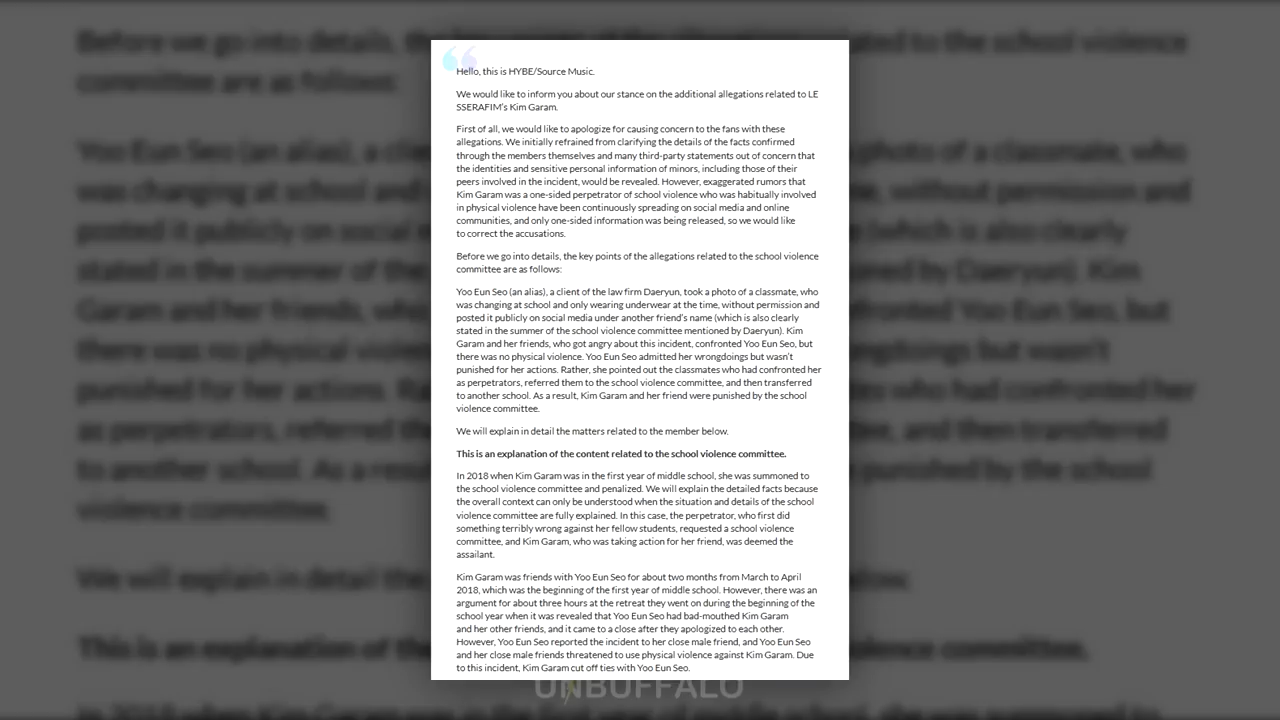 Hello, this is HYBE/Source Music.
We would like to inform you about our stance on the additional allegations related to LE
SSERAFIM's Kim Garam.
First of all, we would like to apologize for causing concern to the fans with these
allegations. We initially refrained from clarifying the details of the facts confirmed
through the members themselves and many third-party statements out of concern that
the identities and sensitive personal information of minors, including those of their
peers involved in the incident, would be revealed. However, exaggerated rumors that
Kim Garam was a one-sided perpetrator of school violence who was habitually involved
in physical violence have been continuously spreading on social media and online
communities, and only one-sided information was being released, so we would like
to correct the accusations.
Before we go into details, the key points of the allegations related to the school violence
committee are as follows:
Yoo Eun Seo (an alias), a client of the law firm Daeryun, took a photo of a classmate, who
was changing at school and only wearing underwear at the time, without permission and
posted it publicly on social media under another friend's name (which is also clearly
stated in the summer of the school violence committee mentioned by Daeryun). Kim
Garam and her friends, who got angry about this incident, confronted Yoo Eun Seo, but
there was no physical violence. Yoo Eun Seo admitted her wrongdoings but wasn't
punished for her actions. Rather, she pointed out the classmates who had confronted her
as perpetrators, referred them to the school violence committee, and then transferred
to another school. As a result, Kim Garam and her friend were punished by the school
violence committee.
We will explain in detail the matters related to the member below.
This is an explanation of the content related to the school violence committee.
In 2018 when Kim Garam was in the first year of middle school, she was summoned to
the school violence committee and penalized. We will explain the detailed facts because
the overall context can only be understood when the situation and details of the school
violence committee are fully explained. In this case, the perpetrator, who first did
something terribly wrong against her fellow students, requested a school violence
committee, and Kim Garam, who was taking action for her friend, was deemed the
assailant.
Kim Garam was friends with Yoo Eun Seo for about two months from March to April
2018, which was the beginning of the first year of middle school. However, there was an
argument for about three hours at the retreat they went on during the beginning of the
school year when it was revealed that Yoo Eun Seo had bad-mouthed Kim Garam
and her other friends, and it came to a close after they apologized to each other.
However, Yoo Eun Seo reported the incident to her close male friend, and Yoo Eun Seo
and her close male friends threatened to use physical violence against Kim Garam. Due
to this incident, Kim Garam cut off ties with Yoo Eun Seo.
UNBUFFALO